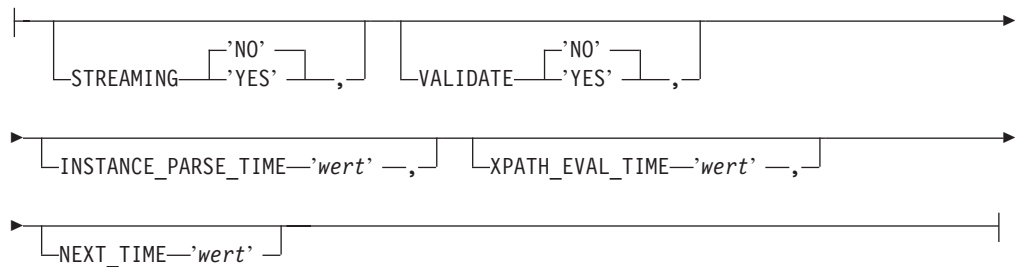 ’NO’ ’NO’
STREAMING ’YES’ , VALIDATE ’YES’ ,
INSTANCE_PARSE_TIME ’wert’ , XPATH_EVAL_TIME ’wert’ ,
NEXT_TIME ’wert’